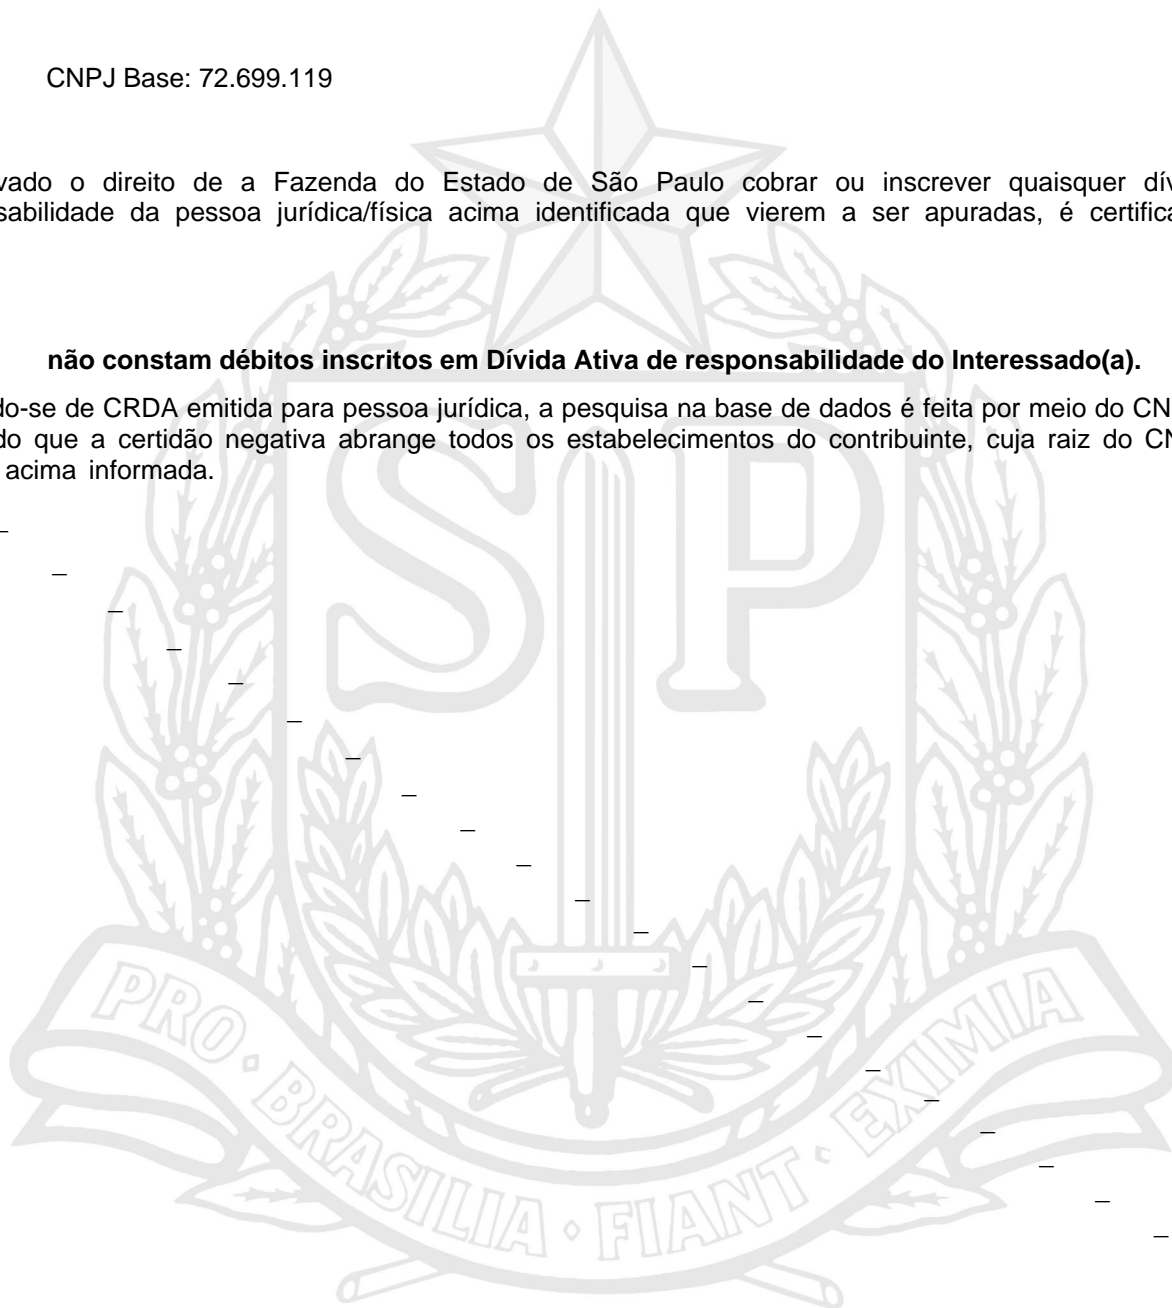 CNPJ Base: 72.699.119
vado o direito de a Fazenda do Estado de São Paulo cobrar ou inscrever quaisquer dív
sabilidade da pessoa jurídica/física acima identificada que vierem a ser apuradas, é certifica
não constam débitos inscritos em Dívida Ativa de responsabilidade do Interessado(a).
do-se de CRDA emitida para pessoa jurídica, a pesquisa na base de dados é feita por meio do CN
do que a certidão negativa abrange todos os estabelecimentos do contribuinte, cuja raiz do CN
acima informada.
SP
PRO • BRASILIA • FIANT • EXIMIA